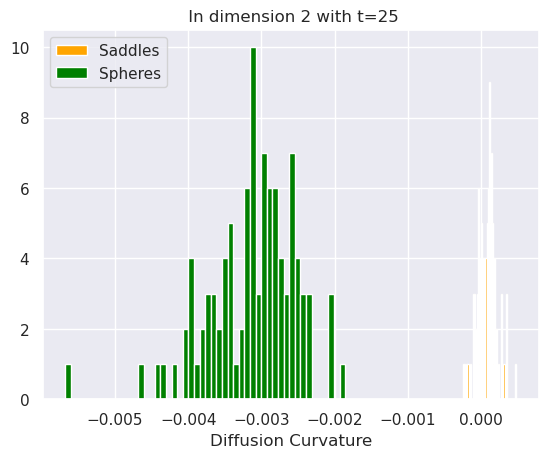 In dimension 2 with t=25
Saddles
Spheres
10
8
6
4
2
0
−0.005 −0.004 −0.003 −0.002 −0.001 0.000
Diffusion Curvature